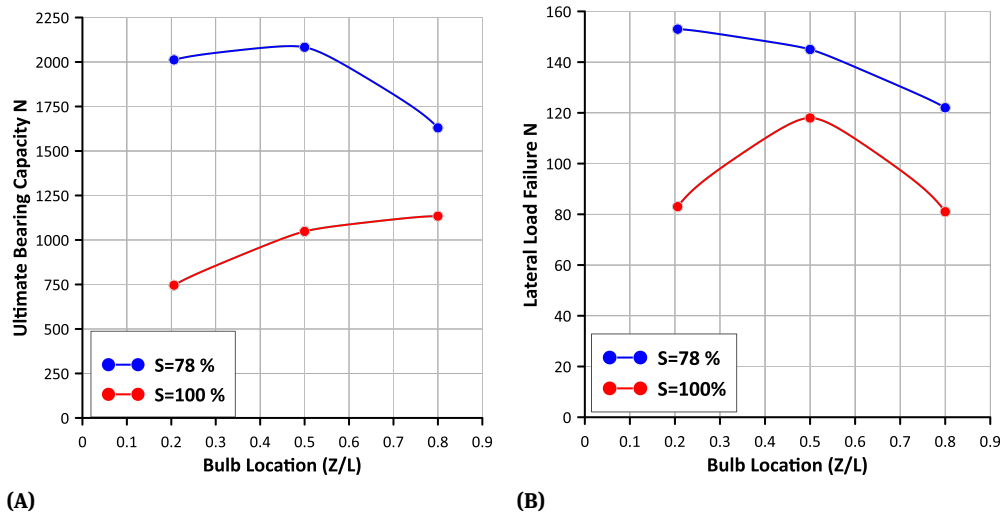 2250
2000
1750
1500
1250
1000
750
500
250
0
Ultimate Bearing Capacity N
S=78 %
S=100 %
0 0.1 0.2 0.3 0.4 0.5 0.6 0.7 0.8 0.9
Bulb Location (Z/L)
(A)
160
140
120
100
80
60
40
20
0
Lateral Load Failure N
S=78 %
S=100%
0 0.1 0.2 0.3 0.4 0.5 0.6 0.7 0.8 0.9
Bulb Location (Z/L)
(B)